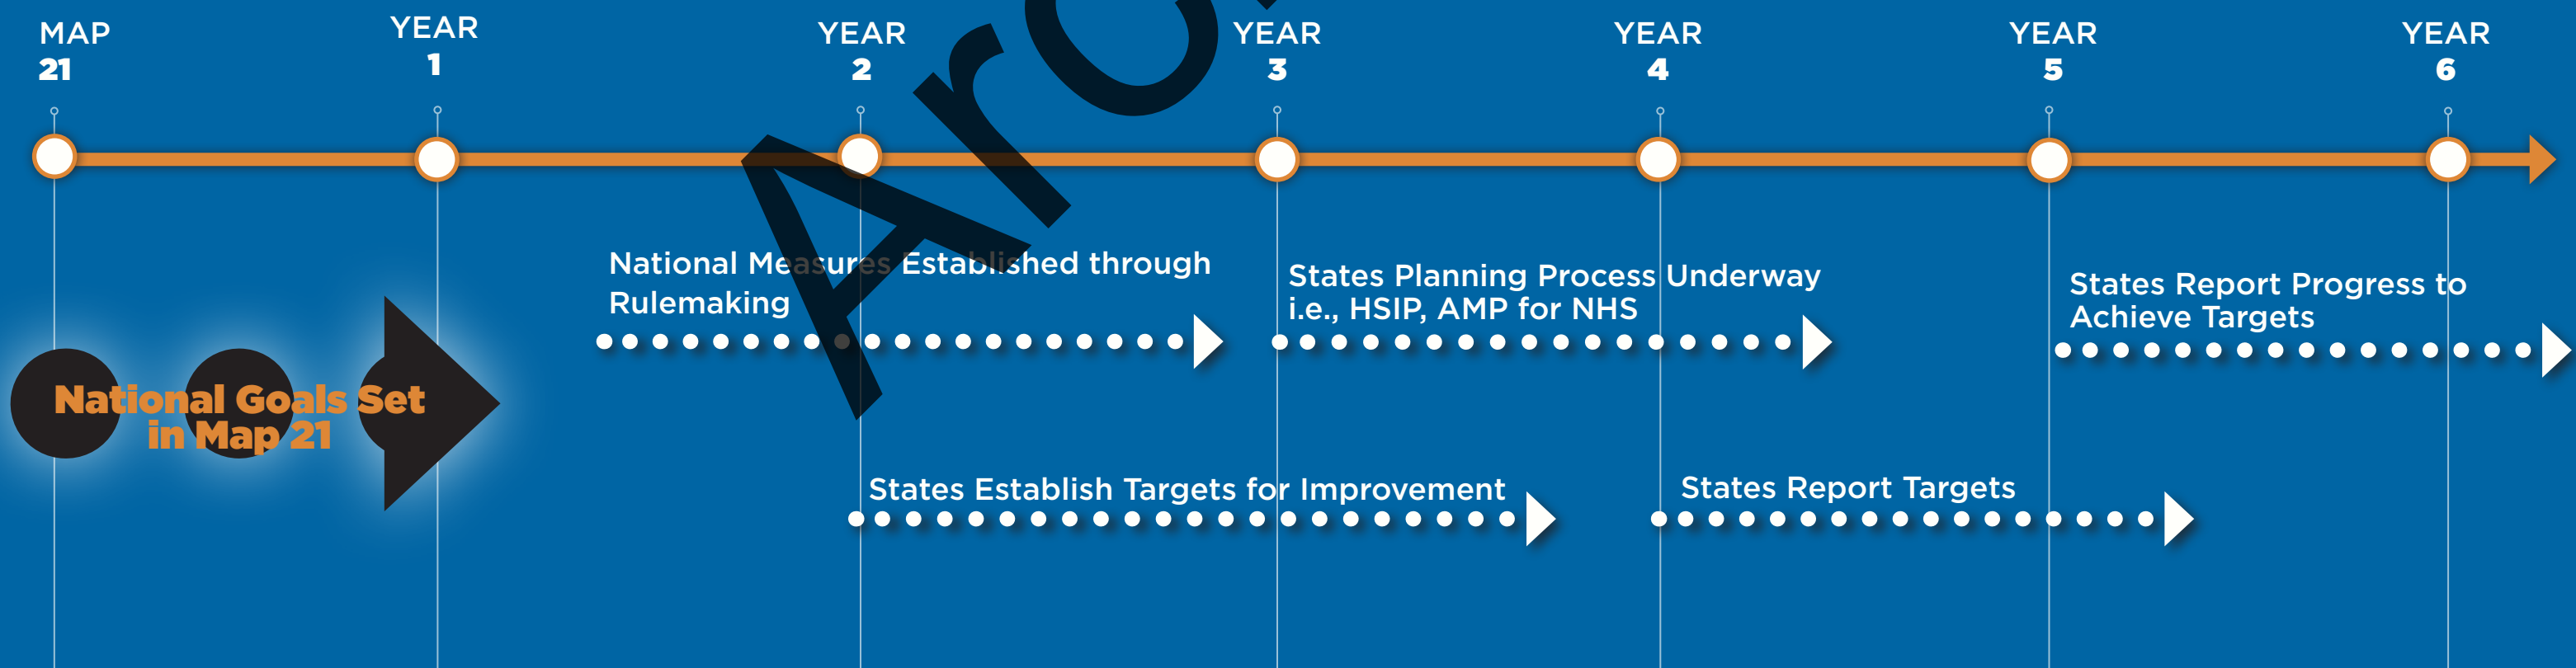 MAP
21
YEAR
1
YEAR
2
YEAR
3
YEAR
4
YEAR
5
YEAR
6
National Measures Established through
Rulemaking
States Planning Process Underway
i.e., HSIP, AMP for NHS
States Report Progress to
Achieve Targets
National Goals Set
in Map 21
States Establish Targets for Improvement
States Report Targets